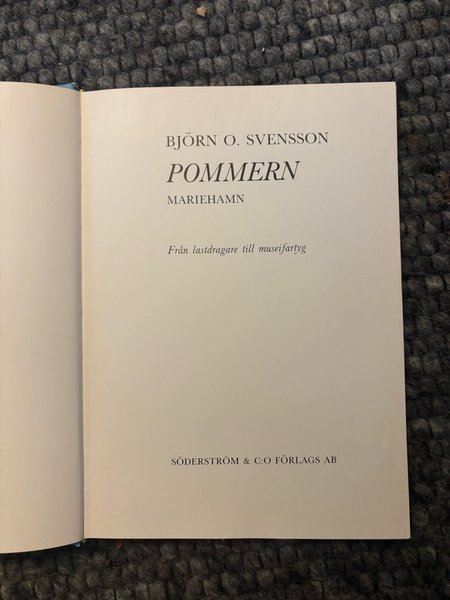 BJÖRN O. SVENSSON
POMMERN
MARIEHAMN
Från lastdragare till museifartyg
SÖDERSTRÖM & C:O FÖRLAGS AB